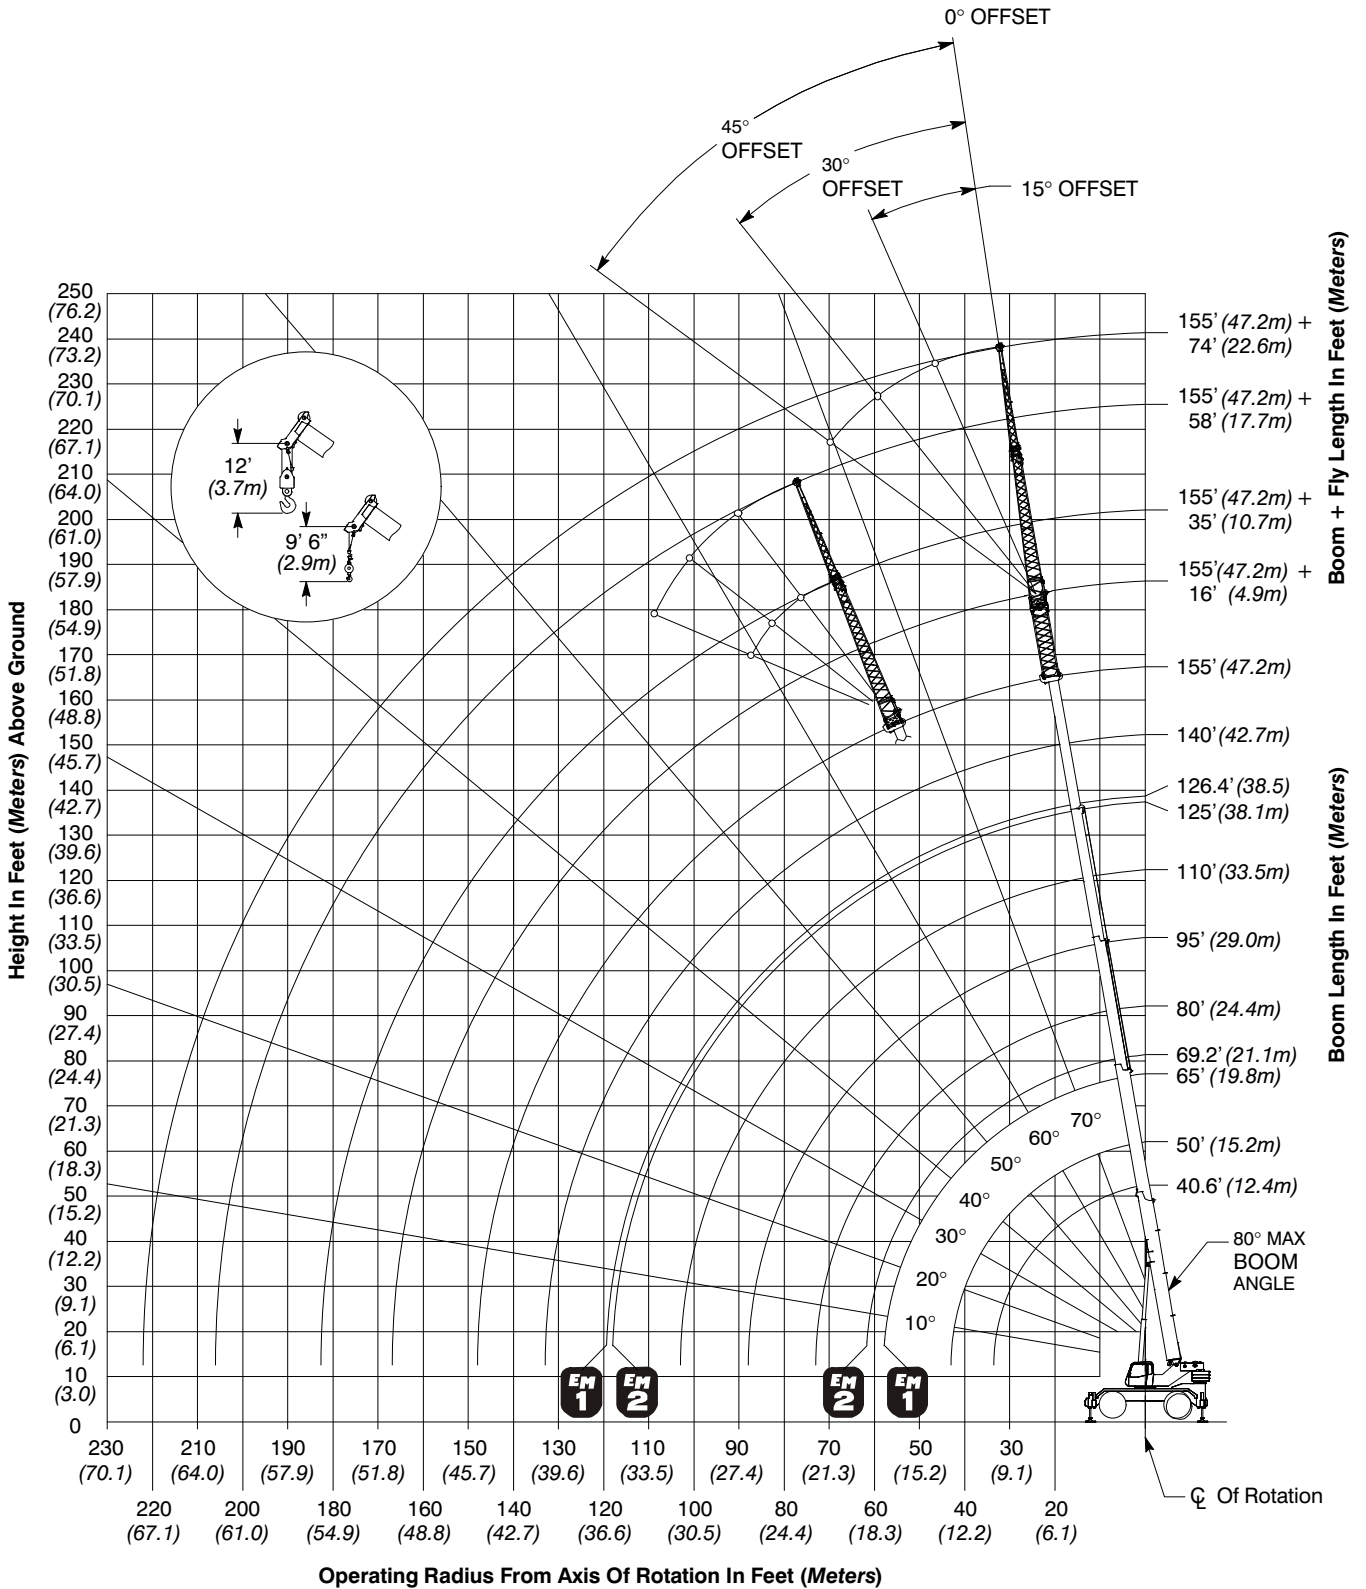 0° OFFSET
45°
OFFSET
30°
OFFSET
15° OFFSET
250
(76.2)
240
(73.2)
230
(70.1)
220
(67.1)
210
(64.0)
200
(61.0)
190
(57.9)
180
(54.9)
170
(51.8)
160
(48.8)
150
(45.7)
140
(42.7)
130
(39.6)
120
(36.6)
110
(33.5)
100
(30.5)
90
(27.4)
80
(24.4)
70
(21.3)
60
(18.3)
50
(15.2)
40
(12.2)
30
(9.1)
20
(6.1)
10
(3.0)
0
Height In Feet (Meters) Above Ground
12'
(3.7m)
9' 6”
(2.9m)
155' (47.2m) +
74' (22.6m)
155' (47.2m) +
58' (17.7m)
155' (47.2m) +
35' (10.7m)
155' (47.2m) +
16' (4.9m)
155' (47.2m)
140' (42.7m)
126.4' (38.5)
125' (38.1m)
110' (33.5m)
95' (29.0m)
80' (24.4m)
69.2' (21.1m)
65' (19.8m)
50' (15.2m)
40.6' (12.4m)
Boom + Fly Length In Feet (Meters)
Boom Length In Feet (Meters)
70°
60°
50°
40°
30°
20°
10°
80° MAX
BOOM
ANGLE
EM 1
EM 2
EM 2
EM 1
230 210 190 170 150 130 110 90 70 50 30
(70.1) (64.0) (57.9) (51.8) (45.7) (39.6) (33.5) (27.4) (21.3) (15.2) (9.1)
220 200 180 160 140 120 100 80 60 40 20
(67.1) (61.0) (54.9) (48.8) (42.7) (36.6) (30.5) (24.4) (18.3) (12.2) (6.1)
℄ Of Rotation
Operating Radius From Axis Of Rotation In Feet (Meters)